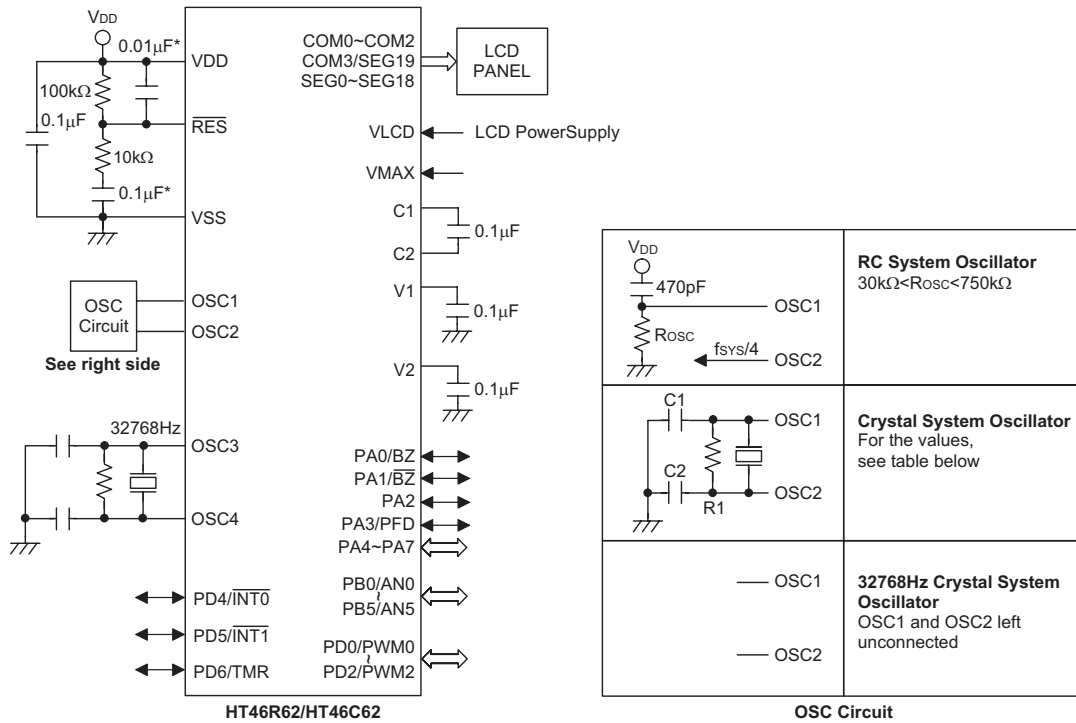 VDD
0.01µF*
VDD
100kΩ
0.1µF
RES
10kΩ
0.1µF*
VSS
OSC
Circuit
OSC1
OSC2
See right side
32768Hz
OSC3
OSC4
PD4/INT0
PD5/INT1
PD6/TMR
COM0~COM2
COM3/SEG19
SEG0~SEG18
LCD
PANEL
VLCD
LCD PowerSupply
VMAX
C1
0.1µF
C2
V1
0.1µF
V2
0.1µF
PA0/BZ
PA1/BZ
PA2
PA3/PFD
PA4~PA7
PB0/AN0
~
PB5/AN5
PD0/PWM0
~
PD2/PWM2
HT46R62/HT46C62
VDD
470pF
OSC1
ROSC
fSYS/4
OSC2
RC System Oscillator
30kΩ<ROSC<750kΩ
C1
OSC1
C2
OSC2
R1
Crystal System Oscillator
For the values,
see table below
OSC1
OSC2
32768Hz Crystal System
Oscillator
OSC1 and OSC2 left
unconnected
OSC Circuit